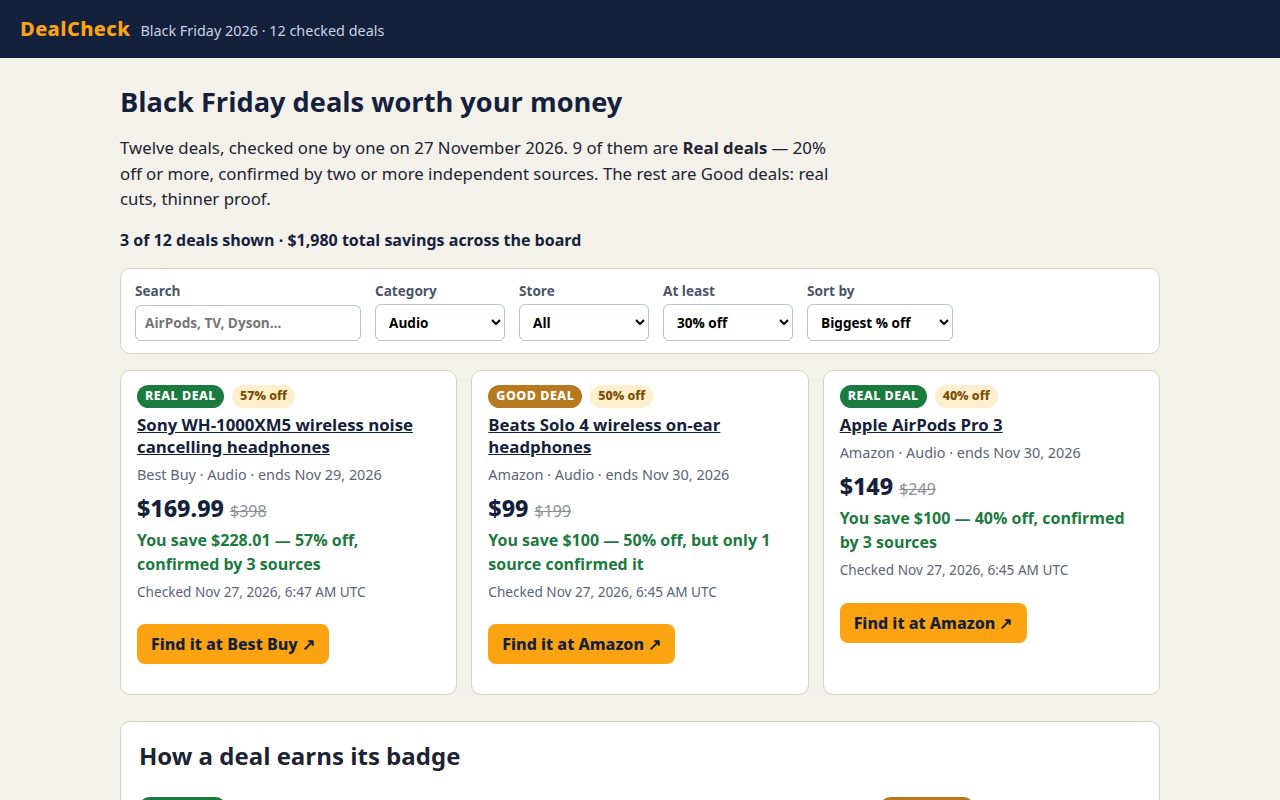 DealCheck Black Friday 2026 · 12 checked deals
Black Friday deals worth your money
Twelve deals, checked one by one on 27 November 2026. 9 of them are Real deals — 20%
off or more, confirmed by two or more independent sources. The rest are Good deals: real
cuts, thinner proof.
3 of 12 deals shown · $1,980 total savings across the board
Search
AirPods, TV, Dyson...
Category
Audio
Store
All
At least
30% off
Sort by
Biggest % off
REAL DEAL 57% off
Sony WH-1000XM5 wireless noise
cancelling headphones
Best Buy · Audio · ends Nov 29, 2026
$169.99 $398
You save $228.01 — 57% off,
confirmed by 3 sources
Checked Nov 27, 2026, 6:47 AM UTC
Find it at Best Buy ↗
GOOD DEAL 50% off
Beats Solo 4 wireless on-ear
headphones
Amazon · Audio · ends Nov 30, 2026
$99 $199
You save $100 — 50% off, but only 1
source confirmed it
Checked Nov 27, 2026, 6:45 AM UTC
Find it at Amazon ↗
REAL DEAL 40% off
Apple AirPods Pro 3
Amazon · Audio · ends Nov 30, 2026
$149 $249
You save $100 — 40% off, confirmed
by 3 sources
Checked Nov 27, 2026, 6:45 AM UTC
Find it at Amazon ↗
How a deal earns its badge